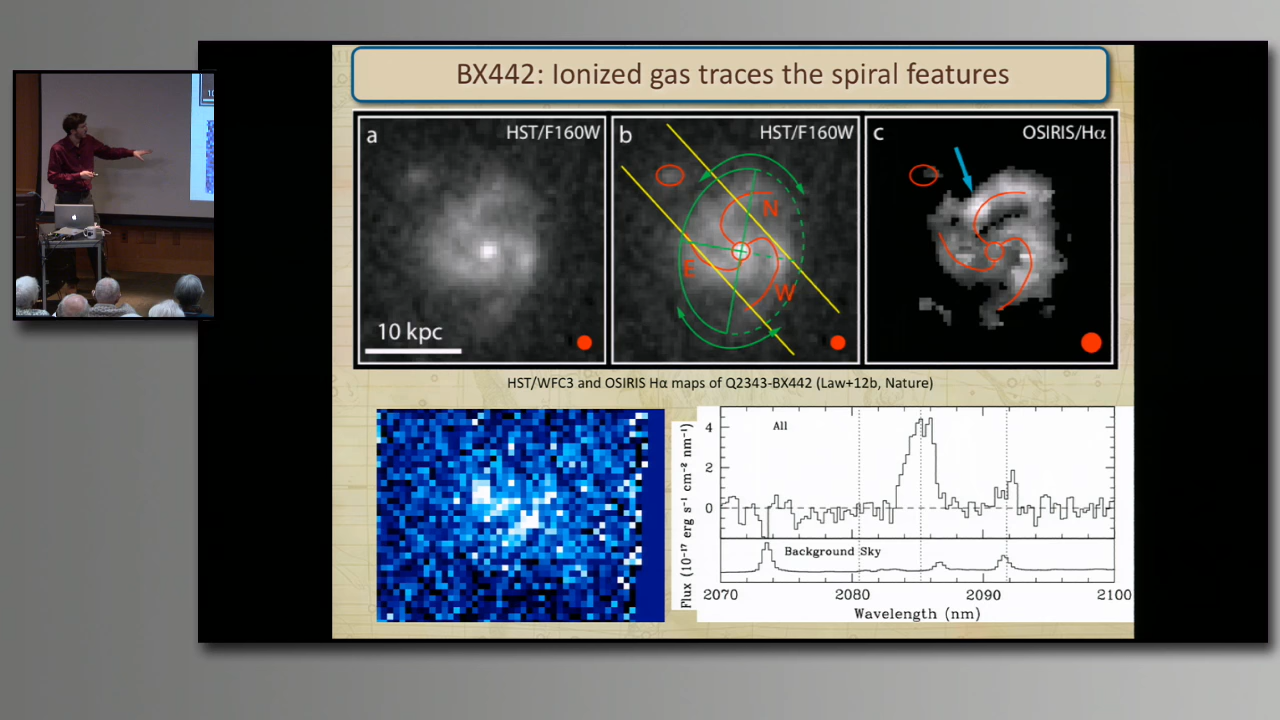 BX442: Ionized gas traces the spiral features
a
HST/F160W
10 kpc
b
HST/F160W
N
E
W
c
OSIRIS/Hα
HST/WFC3 and OSIRIS Hα maps of Q2343-BX442 (Law+12b, Nature)
All
4
2
0
Background Sky
Flux (10⁻¹⁷ erg s⁻¹ cm⁻² nm⁻¹)
2070 2080 2090 2100
Wavelength (nm)